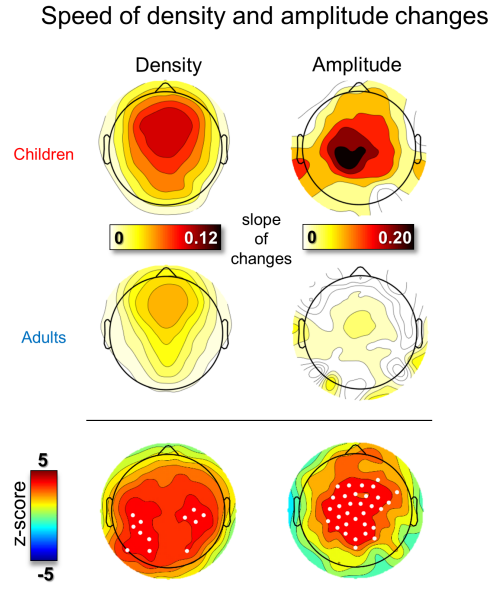 Speed of density and amplitude changes
Density
Amplitude
Children
0
0.12
slope
of
changes
0
0.20
Adults
5
z-score
-5